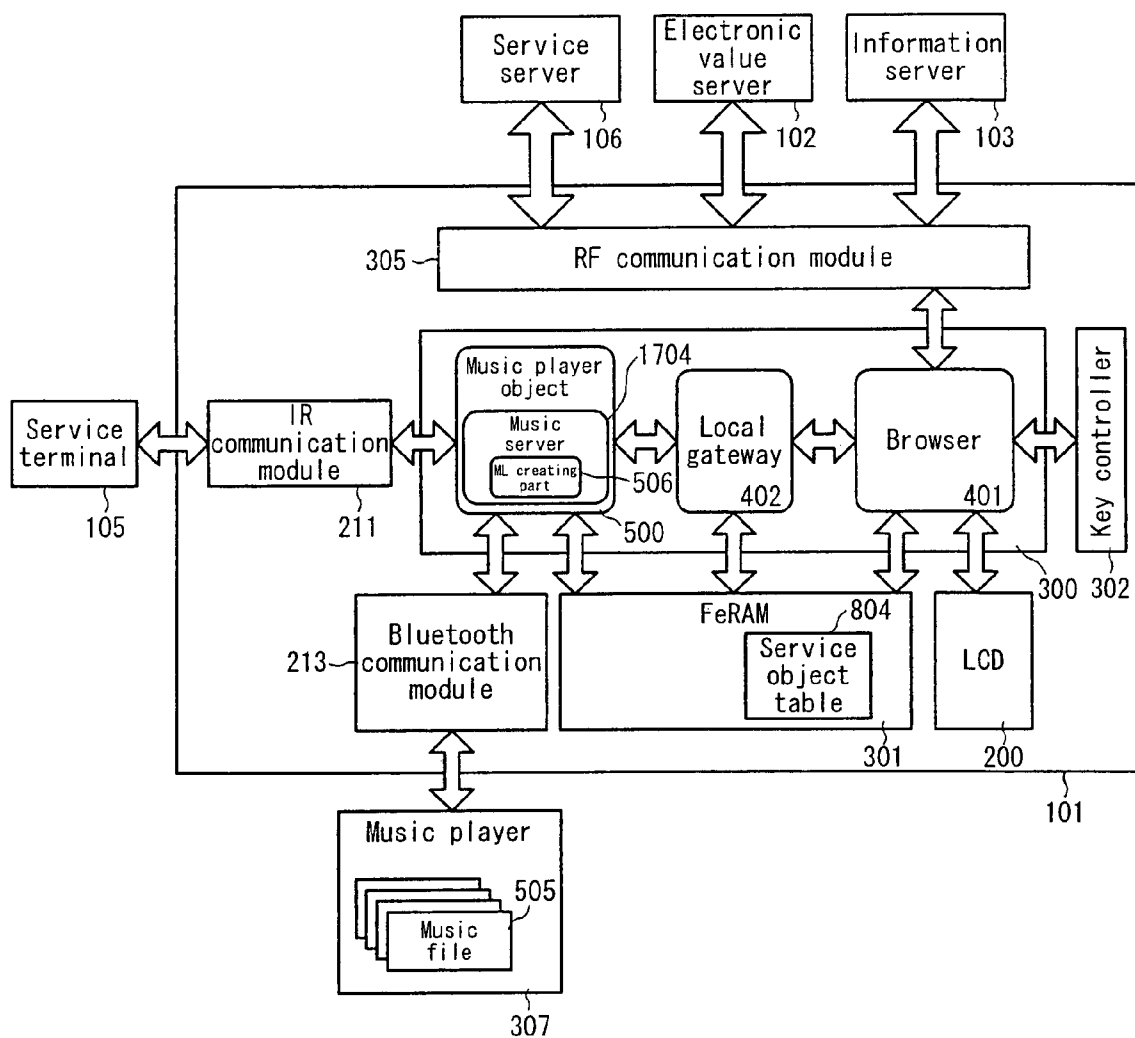 Service
server
106
Electronic
value
server
102
Information
server
103
305
RF communication module
Service
terminal
105
IR
communication
module
211
Music player
object
1704
Music
server
ML creating
part
506
500
Local
gateway
402
Browser
401
300
Key controller
302
213
Bluetooth
communication
module
FeRAM
804
Service
object
table
301
LCD
200
101
Music player
505
Music
file
307